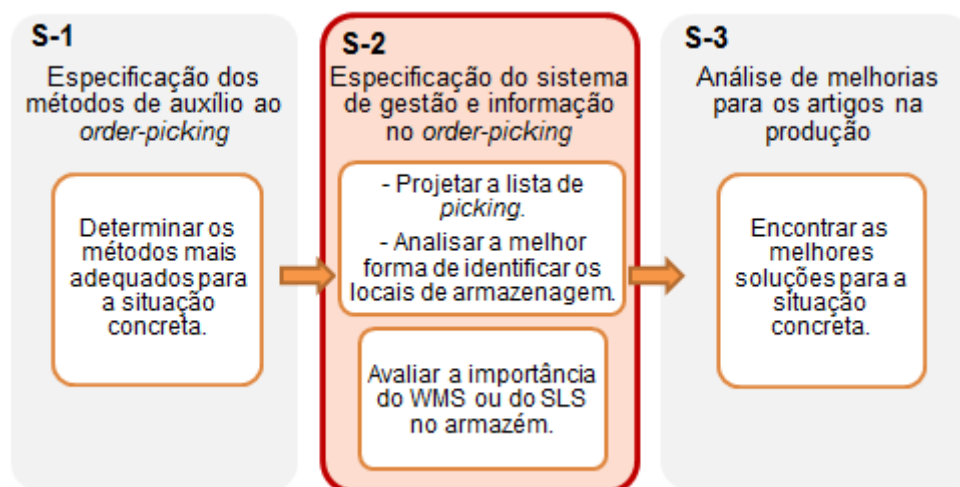 S-1
Especificação dos
métodos de auxílio ao
order-picking
Determinar os
métodos mais
adequados para
a situação
concreta.
S-2
Especificação do sistema
de gestão e informação
no order-picking
- Projetar a lista de
picking.
- Analisar a melhor
forma de identificar os
locais de armazenagem.
Avaliar a importância
do WMS ou do SLS
no armazém.
S-3
Análise de melhorias
para os artigos na
produção
Encontrar as
melhores
soluções para a
situação
concreta.